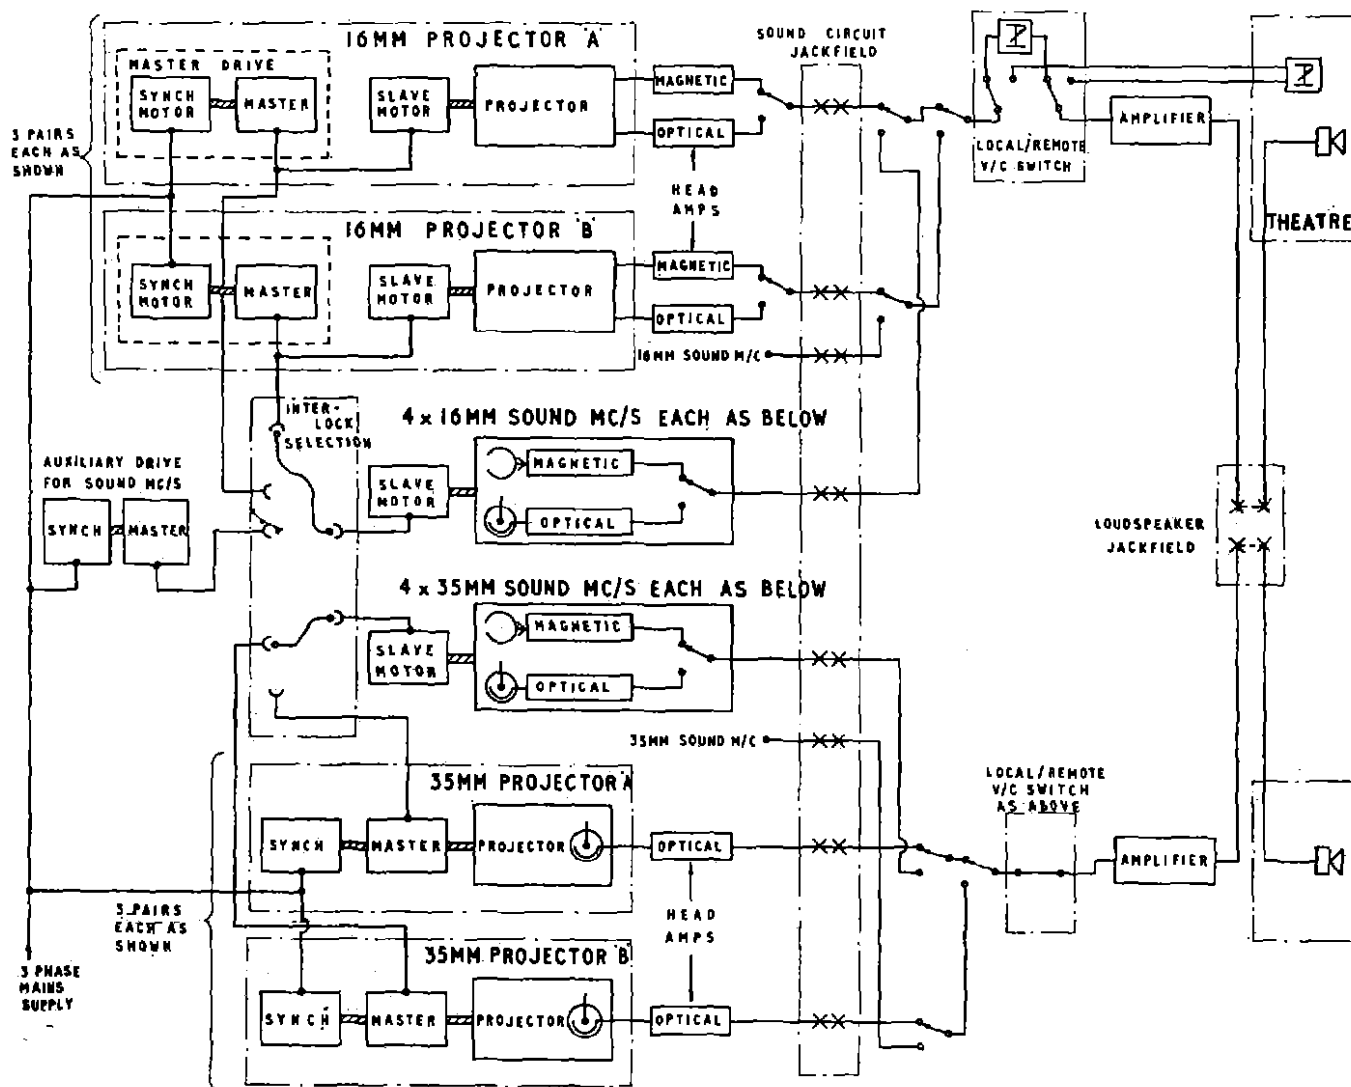 16MM PROJECTOR 'A'
MASTER DRIVE
SYNCH
MOTOR
MASTER
SLAVE
MOTOR
PROJECTOR
MAGNETIC
OPTICAL
SOUND CIRCUIT
JACKFIELD
LOCAL/REMOTE
V/C SWITCH
AMPLIFIER
THEATRE
3 PAIRS
EACH AS
SHOWN
HEAD
AMPS
16MM PROJECTOR 'B'
SYNCH
MOTOR
MASTER
SLAVE
MOTOR
PROJECTOR
MAGNETIC
OPTICAL
16MM SOUND M/C
INTER-
LOCK
SELECTION
4 x 16MM SOUND MC/S EACH AS BELOW
AUXILIARY DRIVE
FOR SOUND MC/S
SYNCH
MASTER
SLAVE
MOTOR
MAGNETIC
OPTICAL
LOUDSPEAKER
JACKFIELD
4 x 35MM SOUND MC/S EACH AS BELOW
SLAVE
MOTOR
MAGNETIC
OPTICAL
35MM SOUND M/C
35MM PROJECTOR 'A'
SYNCH
MASTER
PROJECTOR
OPTICAL
LOCAL/REMOTE
V/C SWITCH
AS ABOVE
AMPLIFIER
3 PAIRS
EACH AS
SHOWN
HEAD
AMPS
35MM PROJECTOR 'B'
SYNCH
MASTER
PROJECTOR
OPTICAL
3 PHASE
MAINS
SUPPLY